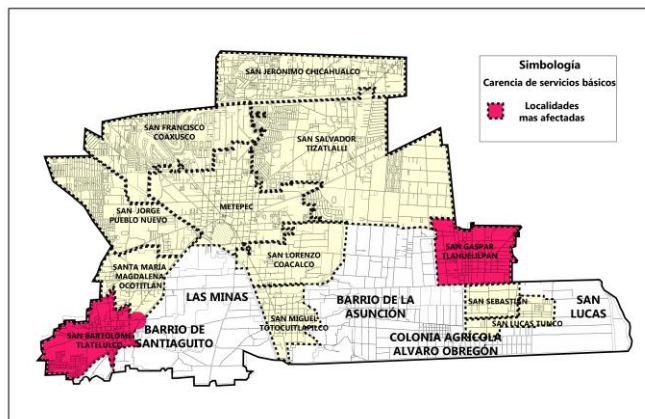 Simbología
Carencia de servicios básicos
Localidades
mas afectadas
SAN JERÓNIMO CHICAHUALCO
SAN FRANCISCO
COAXUSCO
SAN SALVADOR
TIZATLALLI
METEPEC
SAN JORGE
PUEBLO NUEVO
SAN GASPAR
TLAHUELILPAN
SAN LORENZO
COACALCO
SANTA MARÍA
MAGDALENA
OCOTITLÁN
LAS MINAS
BARRIO DE LA
ASUNCIÓN
SAN SEBASTIÁN
SAN
LUCAS
SAN MIGUEL
TOTOCUITLAPILCO
SAN LUCAS TUNCO
SAN BARTOLOMÉ
TLATELULCO
BARRIO DE
SANTIAGUITO
COLONIA AGRÍCOLA
ALVARO OBREGÓN